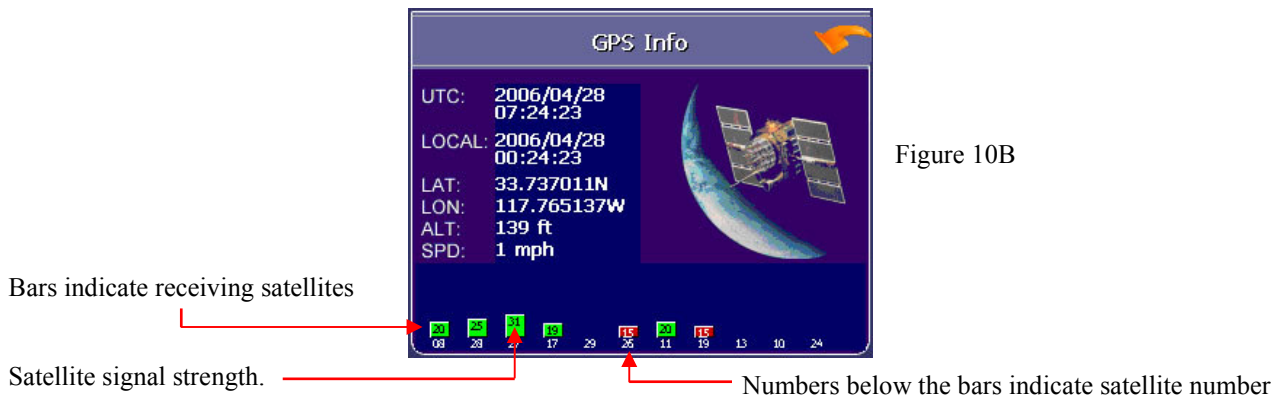 GPS Info
UTC: 2006/04/28
07:24:23
LOCAL: 2006/04/28
00:24:23
LAT: 33.737011N
LON: 117.765137W
ALT: 139 ft
SPD: 1 mph
Figure 10B
Bars indicate receiving satellites
20 25 31 19 15 20 15
08 28 17 29 26 11 19 13 10 24
Satellite signal strength.
Numbers below the bars indicate satellite number